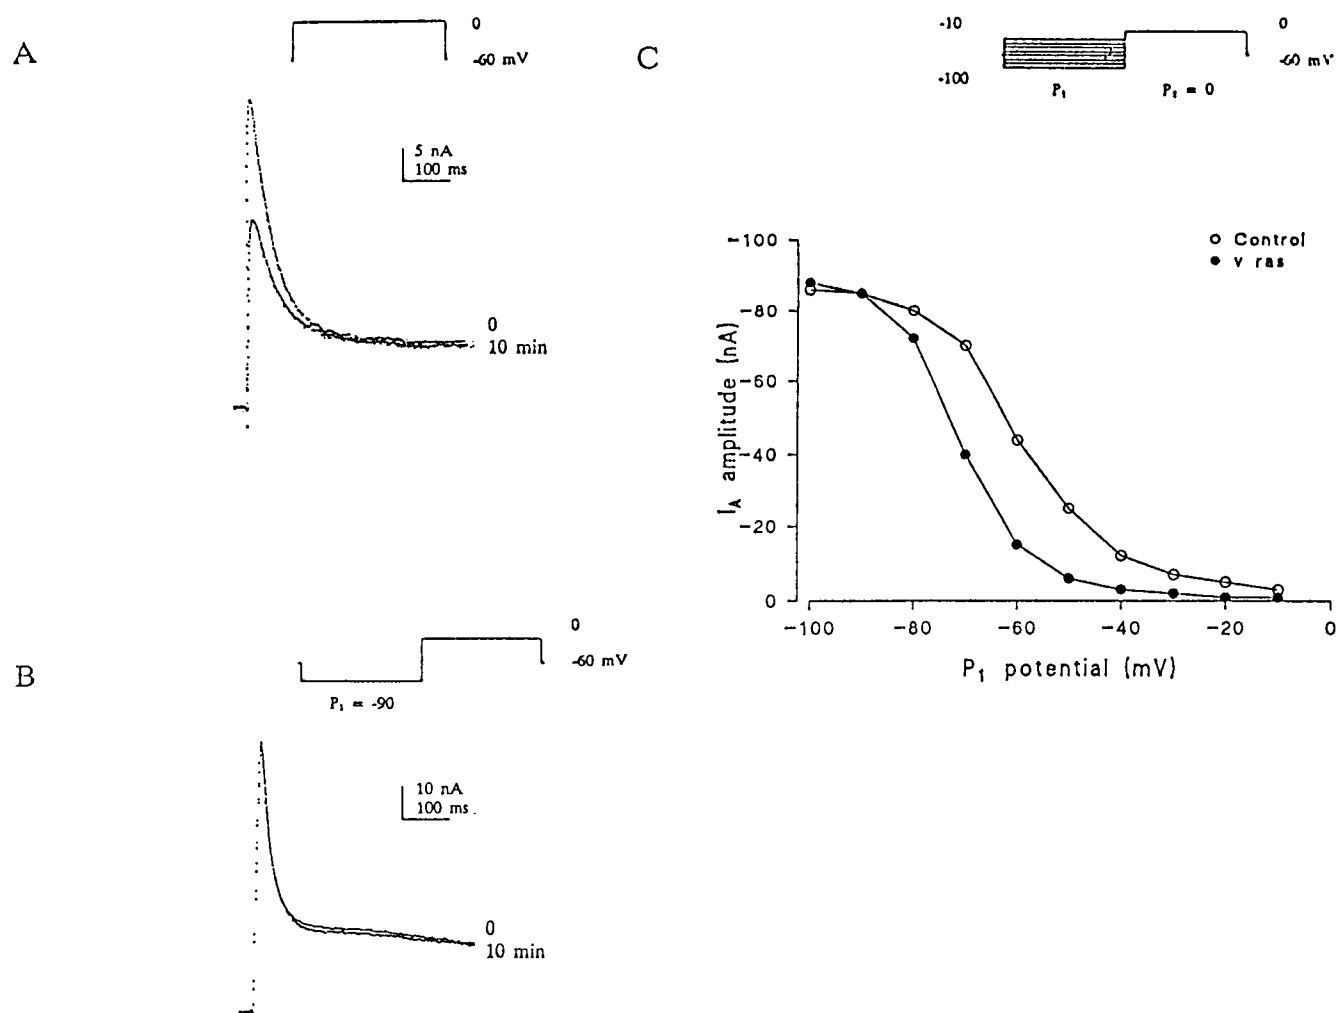 A
0
-60 mV
5 nA
100 ms
0
10 min
B
0
-60 mV
P₁ = -90
10 nA
100 ms
0
10 min
C
-10
-100
P₁
0
-60 mV
P₂ = 0
○ Control
● v ras
-100
-80
-60
-40
-20
0
I_A amplitude (nA)
-100 -80 -60 -40 -20 0
P₁ potential (mV)